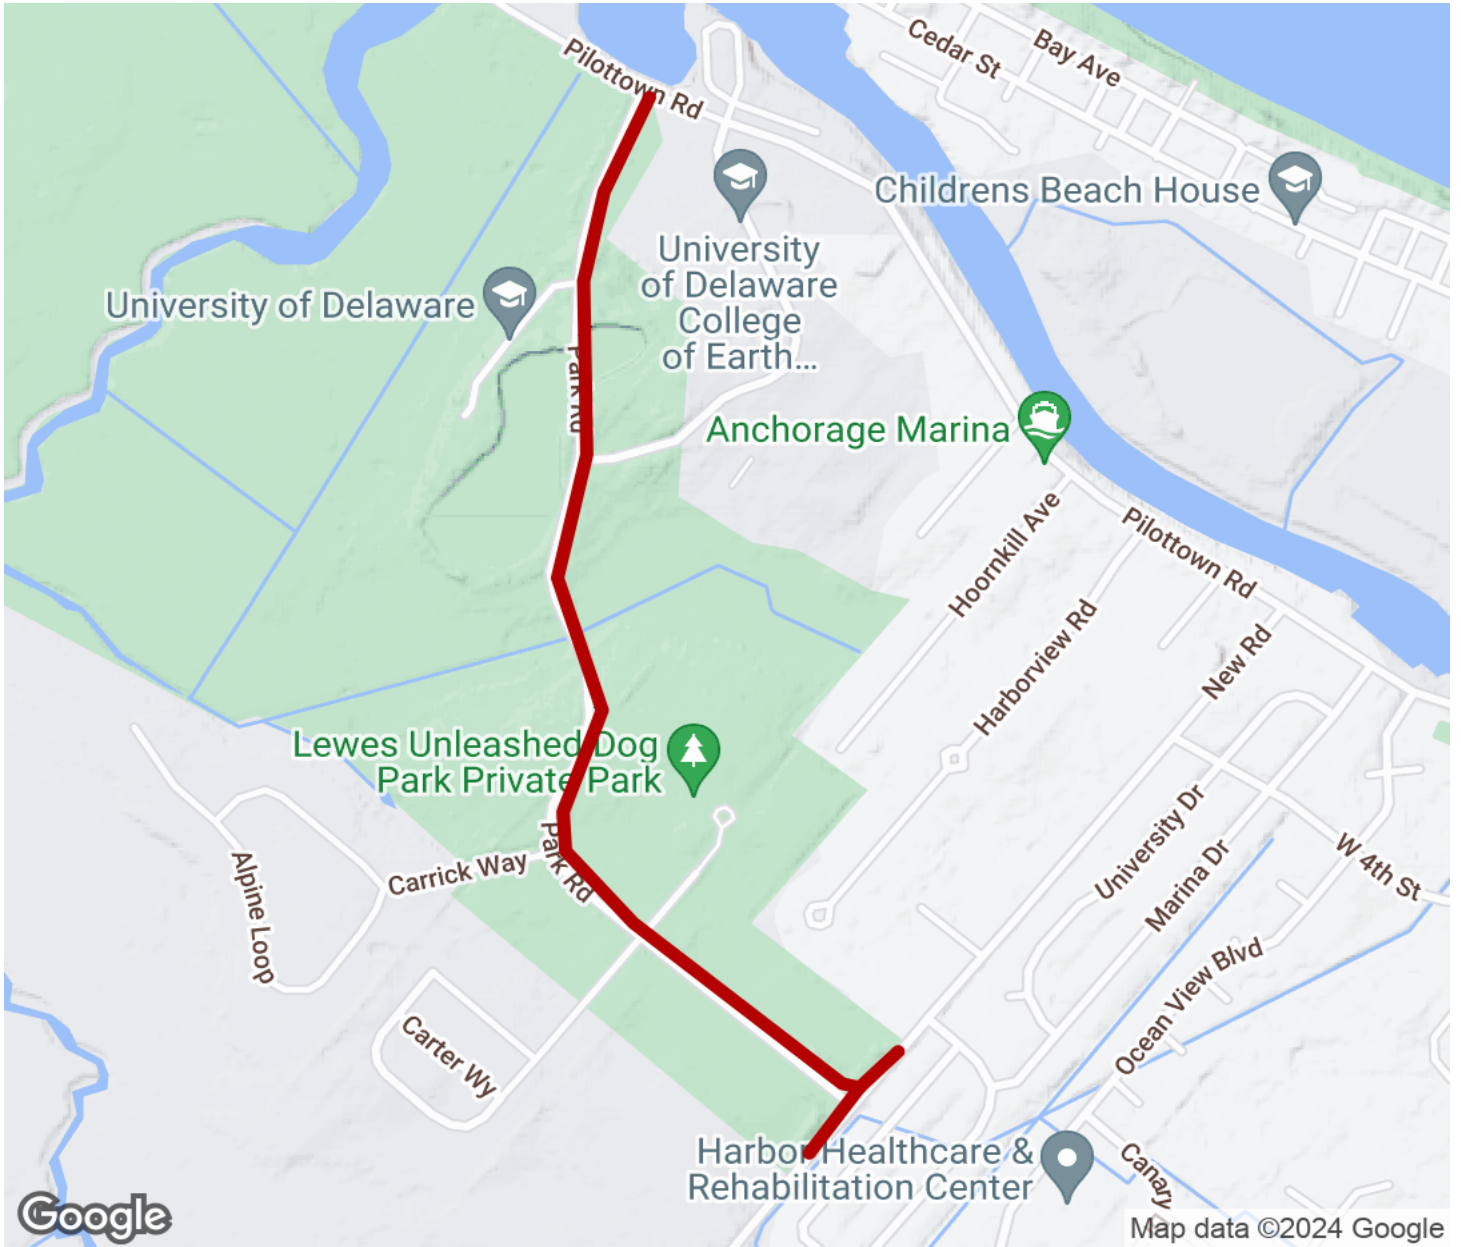 Pilottown Rd
Cedar St
Bay Ave
Childrens Beach House
University
of Delaware
College
of Earth...
University of Delaware
Park Rd
Anchorage Marina
Hoornkill Ave
Pilottown Rd
Harborview Rd
New Rd
Lewes Unleashed Dog
Park Private Park
Park Rd
Carrick Way
Alpine Loop
University Dr
Marina Dr
W 4th St
Ocean View Blvd
Carter Wy
Harbor Healthcare &
Rehabilitation Center
Canary
Google
Map data ©2024 Google